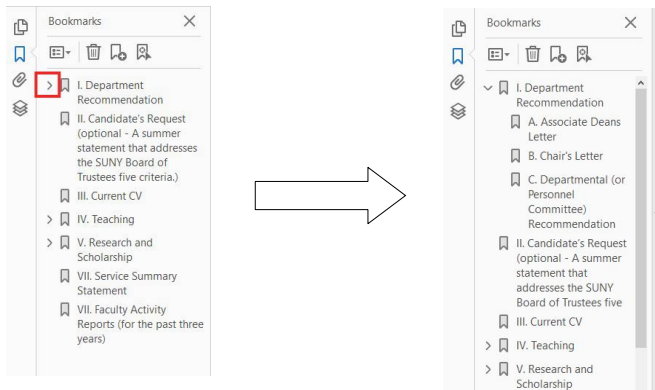 Bookmarks
I. Department
Recommendation
II. Candidate's Request
(optional - A summer
statement that addresses
the SUNY Board of
Trustees five criteria.)
III. Current CV
IV. Teaching
V. Research and
Scholarship
VII. Service Summary
Statement
VII. Faculty Activity
Reports (for the past three
years)
Bookmarks
I. Department
Recommendation
A. Associate Deans
Letter
B. Chair's Letter
C. Departmental (or
Personnel
Committee)
Recommendation
II. Candidate's Request
(optional - A summer
statement that
addresses the SUNY
Board of Trustees five
III. Current CV
IV. Teaching
V. Research and
Scholarship